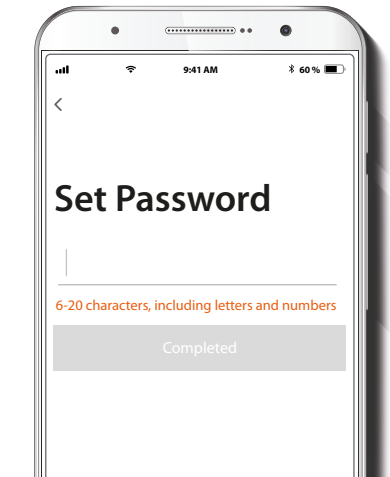 9:41 AM 60 %
Set Password
6-20 characters, including letters and numbers
Completed